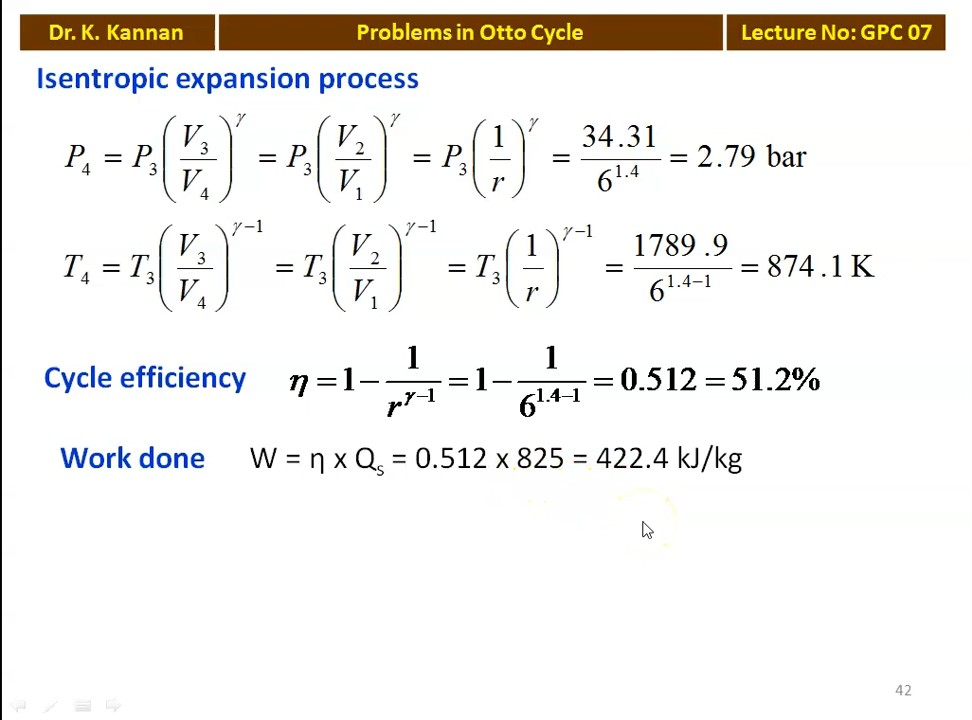 Dr. K. Kannan
Problems in Otto Cycle
Lecture No: GPC 07
Isentropic expansion process
P₄ = P₃ (V₃/V₄)^γ = P₃ (V₂/V₁)^γ = P₃ (1/r)^γ = 34.31/6^1.4 = 2.79 bar
T₄ = T₃ (V₃/V₄)^(γ−1) = T₃ (V₂/V₁)^(γ−1) = T₃ (1/r)^(γ−1) = 1789.9/6^(1.4−1) = 874.1 K
Cycle efficiency η = 1 − 1/r^(γ−1) = 1 − 1/6^(1.4−1) = 0.512 = 51.2%
Work done W = η x Qₛ = 0.512 x 825 = 422.4 kJ/kg
42